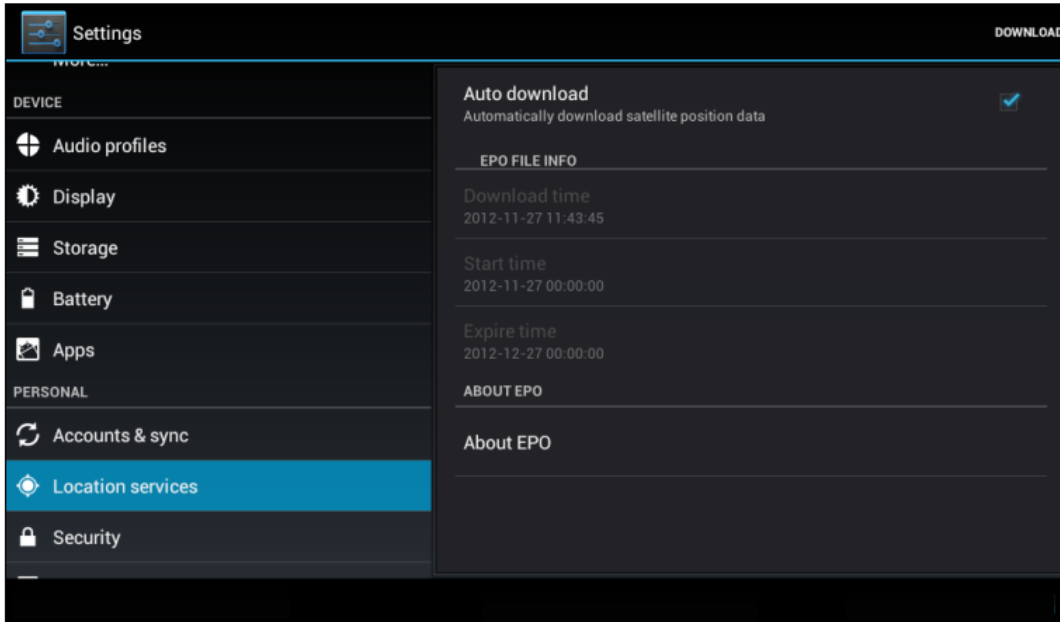 Settings
DOWNLOAD
More...
DEVICE
Audio profiles
Display
Storage
Battery
Apps
PERSONAL
Accounts & sync
Location services
Security
Auto download
Automatically download satellite position data
EPO FILE INFO
Download time
2012-11-27 11:43:45
Start time
2012-11-27 00:00:00
Expire time
2012-12-27 00:00:00
ABOUT EPO
About EPO